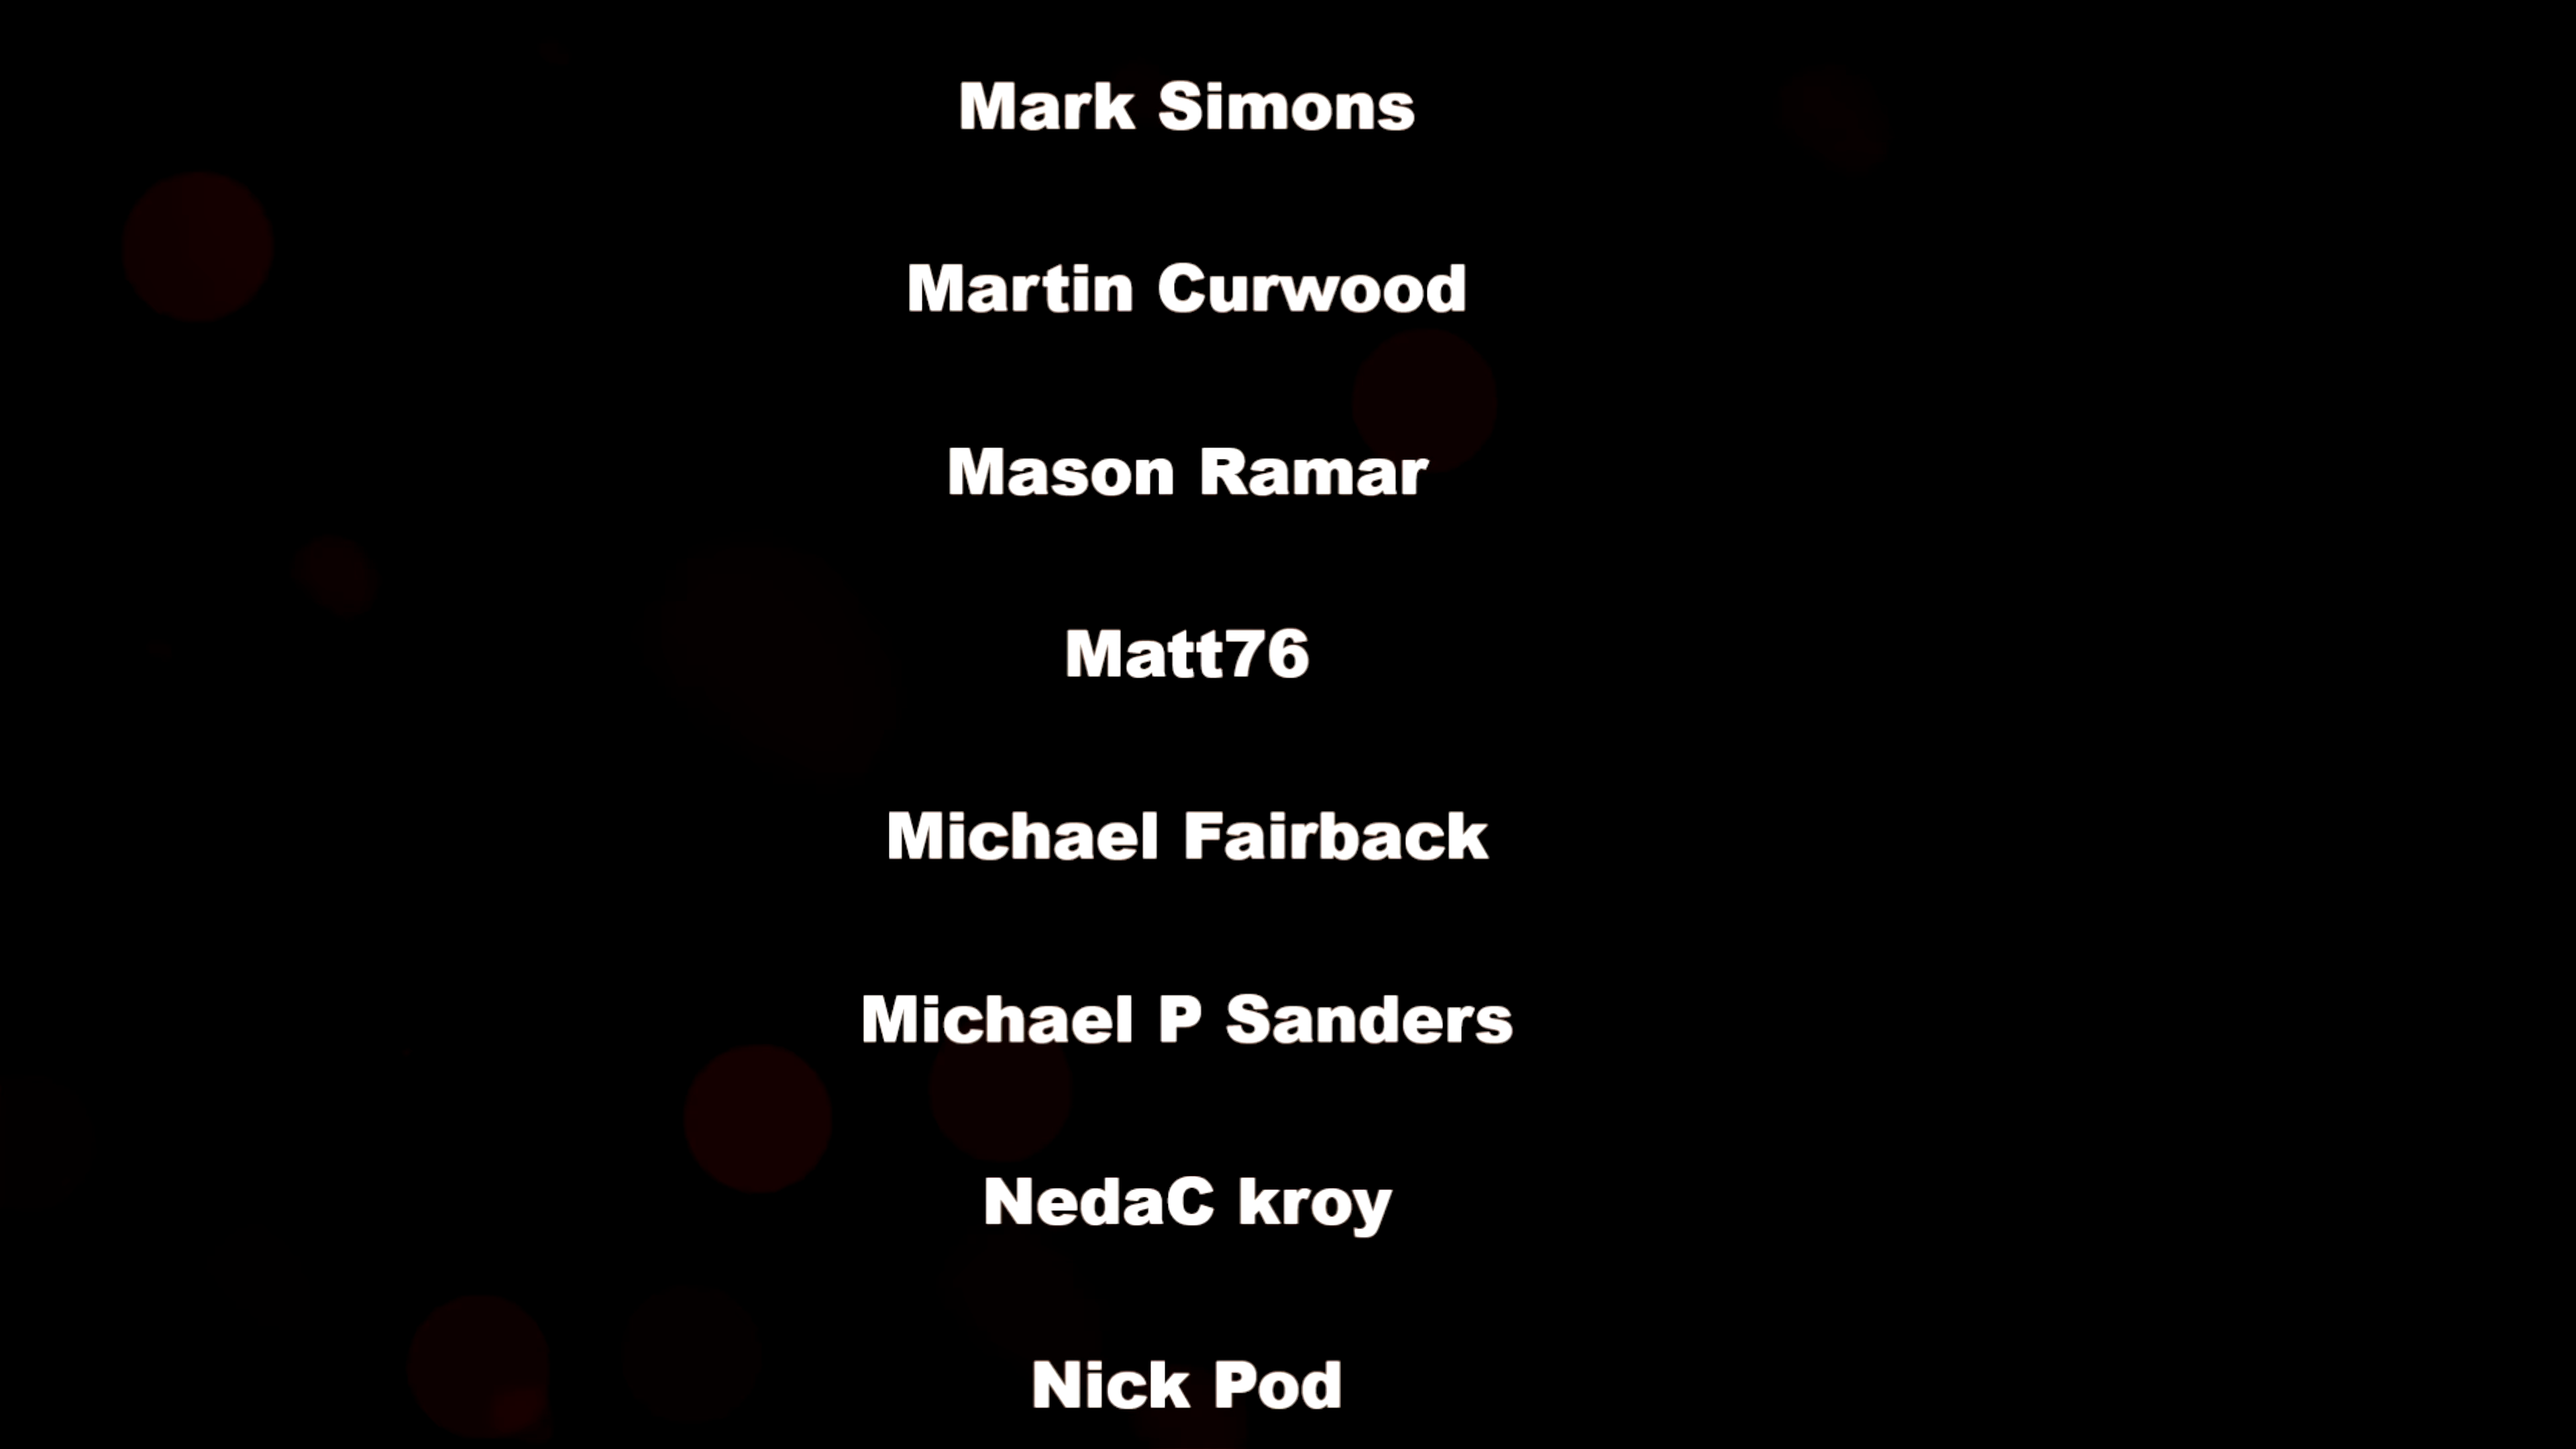 Mark Simons
Martin Curwood
Mason Ramar
Matt76
Michael Fairback
Michael P Sanders
NedaC kroy
Nick Pod